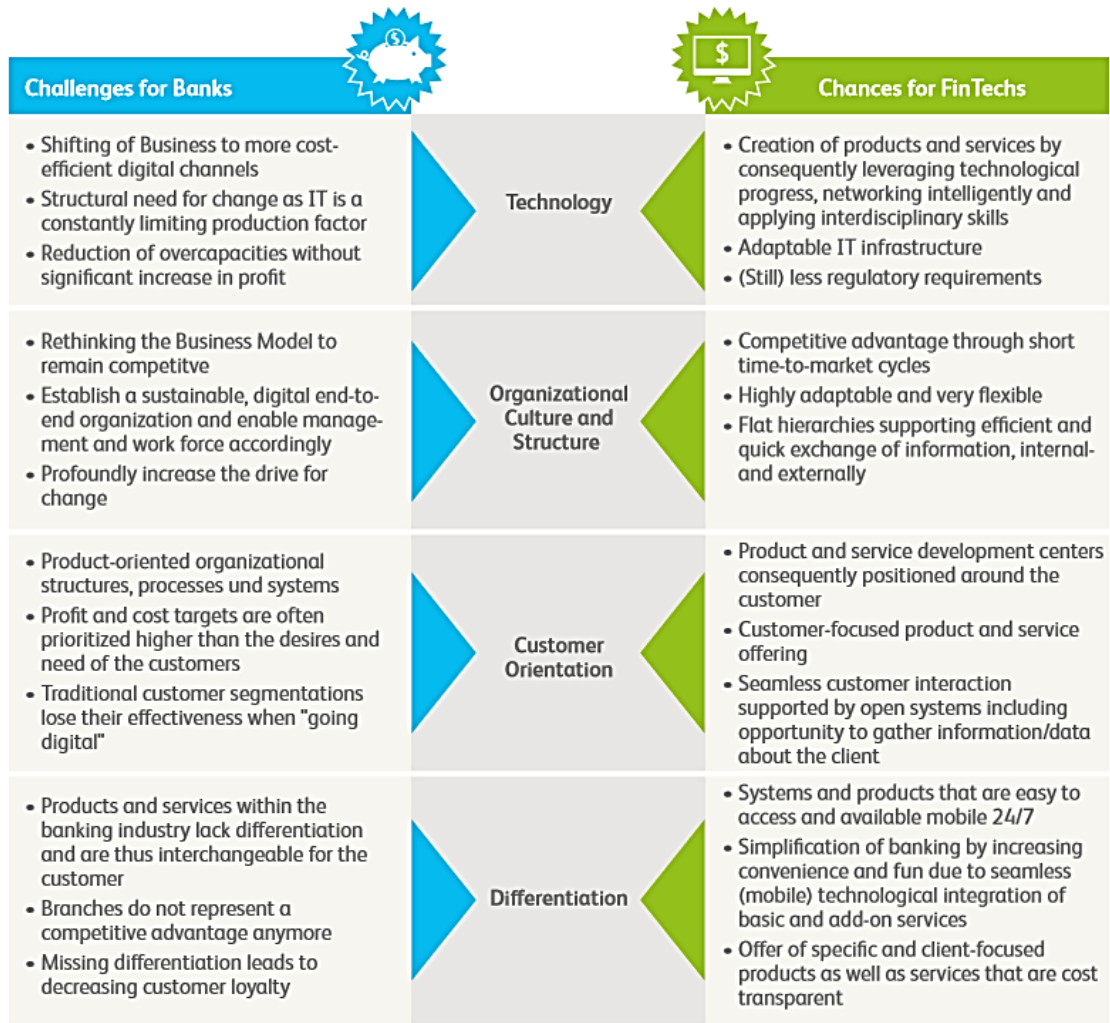 $
$
Challenges for Banks
Chances for FinTechs
• Shifting of Business to more cost-
efficient digital channels
• Structural need for change as IT is a
constantly limiting production factor
• Reduction of overcapacities without
significant increase in profit
Technology
• Creation of products and services by
consequently leveraging technological
progress, networking intelligently and
applying interdisciplinary skills
• Adaptable IT infrastructure
• (Still) less regulatory requirements
• Rethinking the Business Model to
remain competitve
• Establish a sustainable, digital end-to-
end organization and enable manage-
ment and work force accordingly
• Profoundly increase the drive for
change
Organizational
Culture and
Structure
• Competitive advantage through short
time-to-market cycles
• Highly adaptable and very flexible
• Flat hierarchies supporting efficient and
quick exchange of information, internal-
and externally
• Product-oriented organizational
structures, processes und systems
• Profit and cost targets are often
prioritized higher than the desires and
need of the customers
• Traditional customer segmentations
lose their effectiveness when "going
digital"
Customer
Orientation
• Product and service development centers
consequently positioned around the
customer
• Customer-focused product and service
offering
• Seamless customer interaction
supported by open systems including
opportunity to gather information/data
about the client
• Products and services within the
banking industry lack differentiation
and are thus interchangeable for the
customer
• Branches do not represent a
competitive advantage anymore
• Missing differentiation leads to
decreasing customer loyalty
Differentiation
• Systems and products that are easy to
access and available mobile 24/7
• Simplification of banking by increasing
convenience and fun due to seamless
(mobile) technological integration of
basic and add-on services
• Offer of specific and client-focused
products as well as services that are cost
transparent